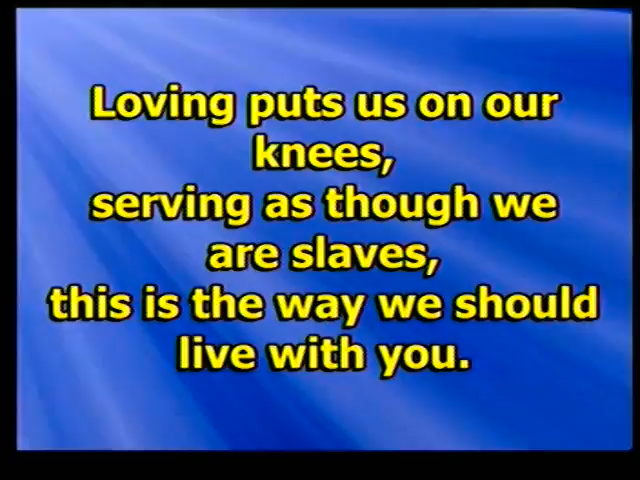 Loving puts us on our
knees,
serving as though we
are slaves,
this is the way we should
live with you.